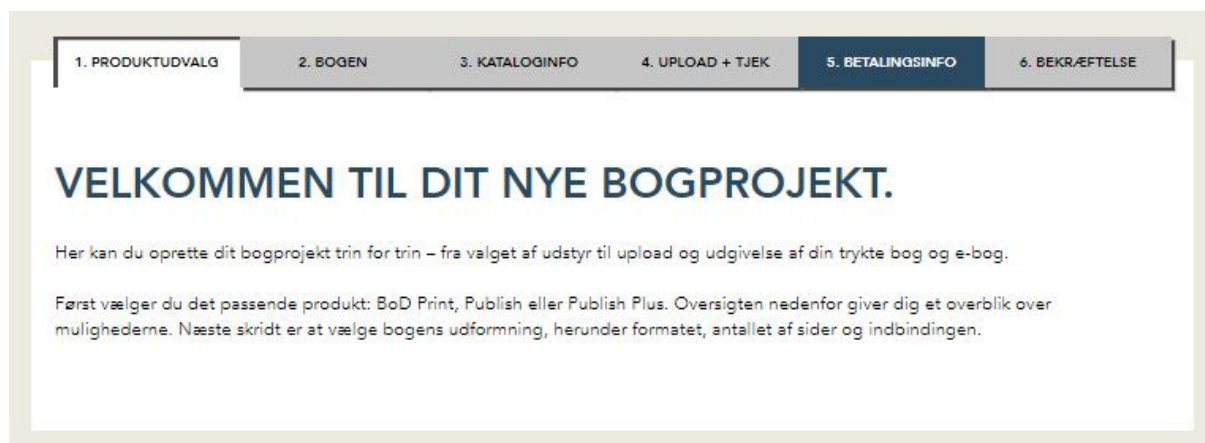 1. PRODUKTUDVALG 2. BOGEN 3. KATALOGINFO 4. UPLOAD + TJEK 5. BETALINGSINFO 6. BEKRÆFTELSE
VELKOMMEN TIL DIT NYE BOGPROJEKT.
Her kan du oprette dit bogprojekt trin for trin – fra valget af udstyr til upload og udgivelse af din trykte bog og e-bog.
Først vælger du det passende produkt: BoD Print, Publish eller Publish Plus. Oversigten nedenfor giver dig et overblik over
mulighederne. Næste skridt er at vælge bogens udformning, herunder formatet, antallet af sider og indbindingen.